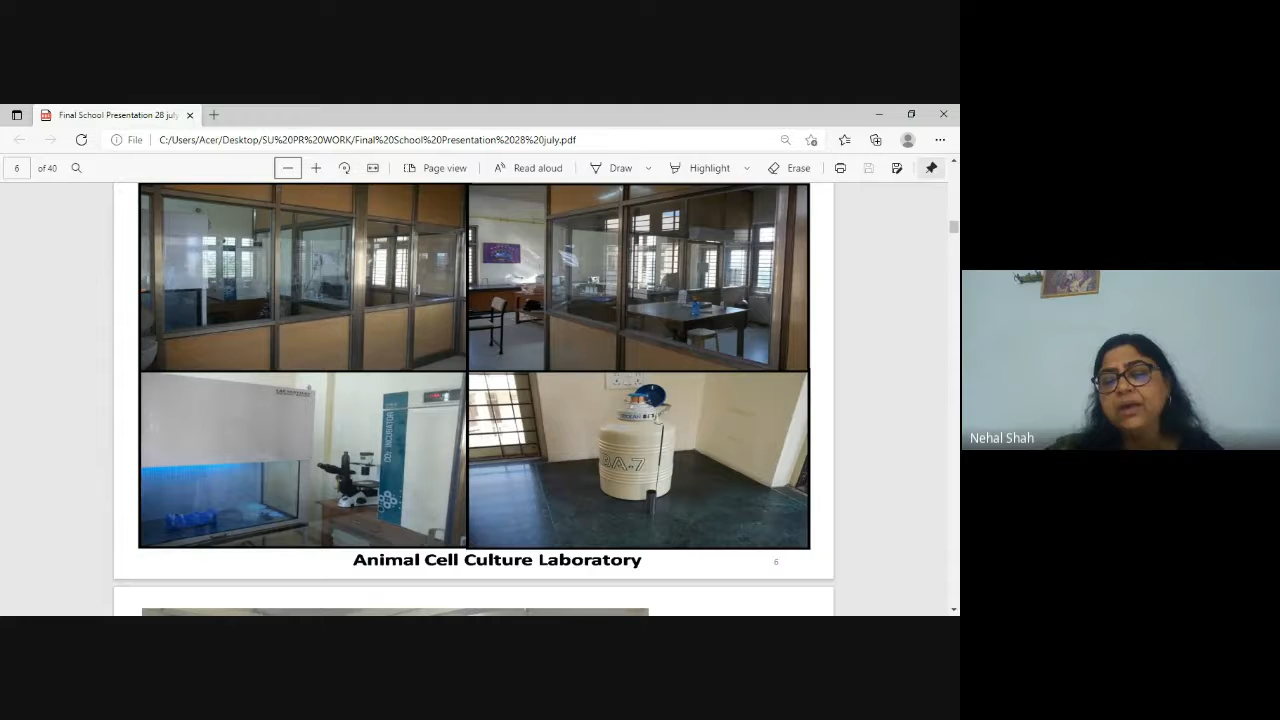 Final School Presentation 28 july
File
C:/Users/Acer/Desktop/SU%20PR%20WORK/Final%20School%20Presentation%2028%20july.pdf
6 of 40
Page view
Read aloud
Draw
Highlight
Erase
CO2 INCUBATOR
BA-7
Nehal Shah
Animal Cell Culture Laboratory
6